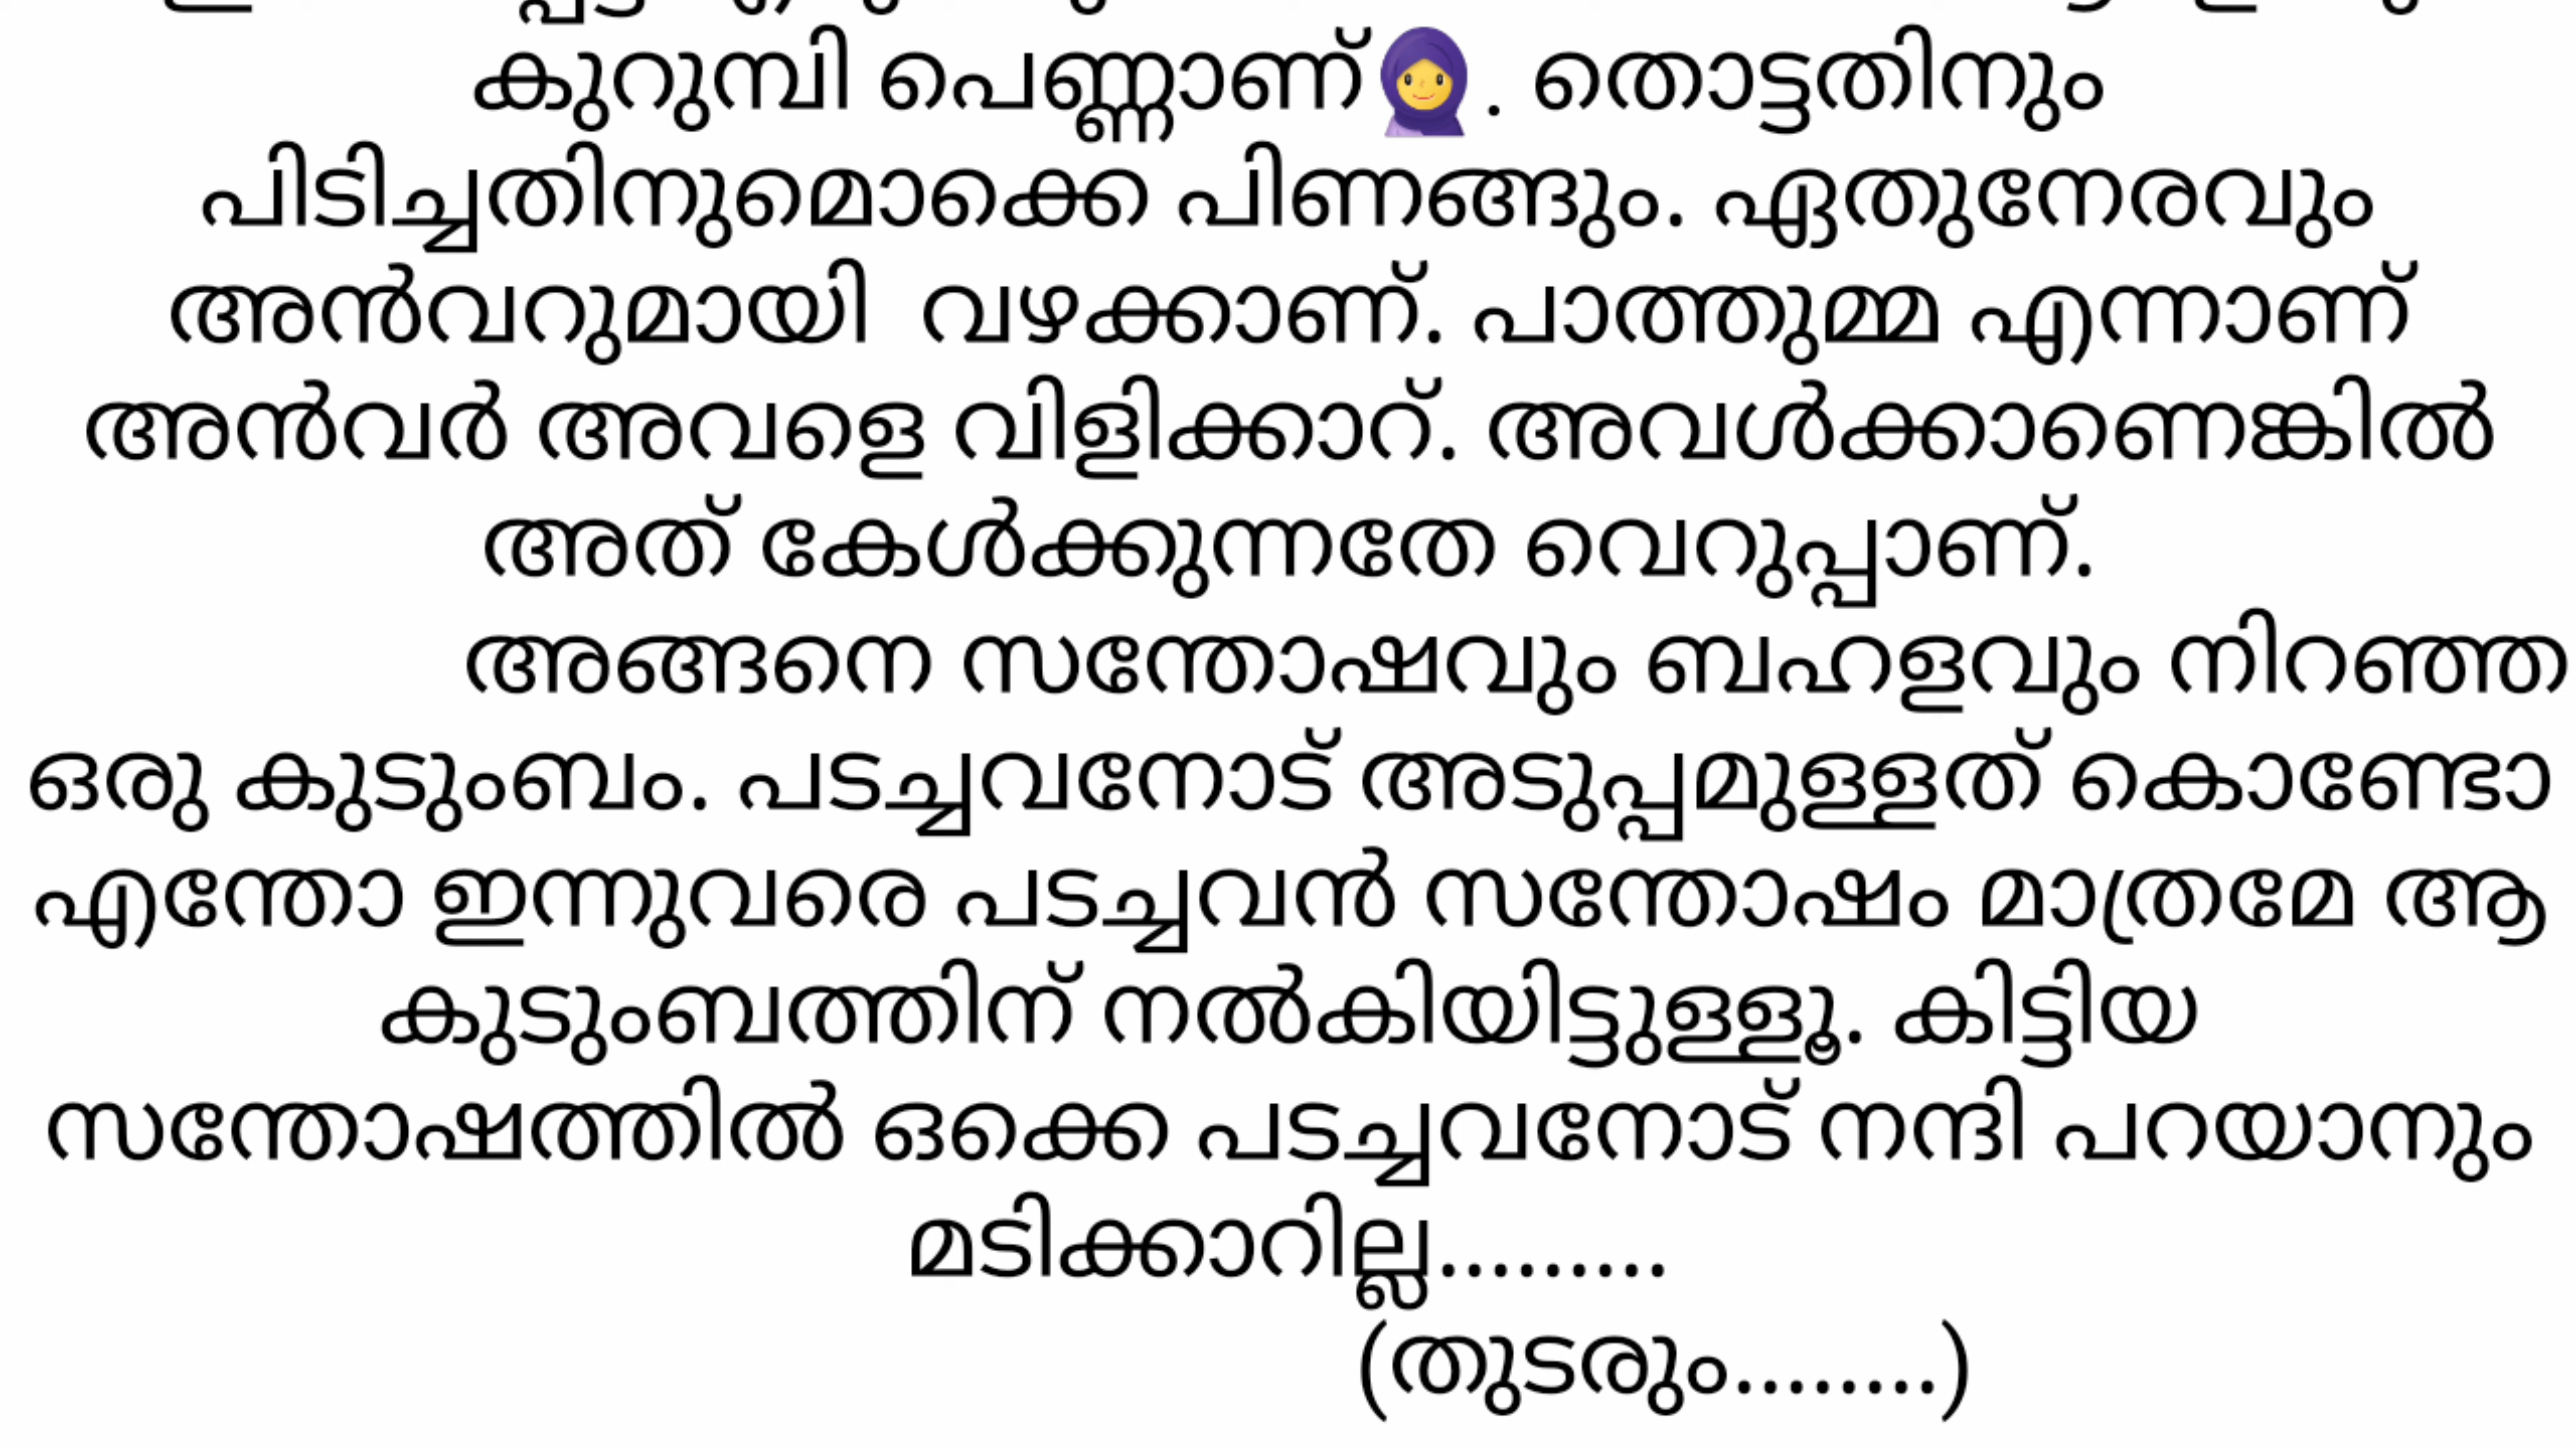 കുറുമ്പി പെണ്ണാണ്🧕. തൊട്ടതിനും
പിടിച്ചതിനുമൊക്കെ പിണങ്ങും. ഏതുനേരവും
അൻവറുമായി  വഴക്കാണ്. പാത്തുമ്മ എന്നാണ്
അൻവർ അവളെ വിളിക്കാറ്. അവൾക്കാണെങ്കിൽ
അത് കേൾക്കുന്നതേ വെറുപ്പാണ്.
അങ്ങനെ സന്തോഷവും ബഹളവും നിറഞ്ഞ
ഒരു കുടുംബം. പടച്ചവനോട് അടുപ്പമുള്ളത് കൊണ്ടോ
എന്തോ ഇന്നുവരെ പടച്ചവൻ സന്തോഷം മാത്രമേ ആ
കുടുംബത്തിന് നൽകിയിട്ടുള്ളൂ. കിട്ടിയ
സന്തോഷത്തിൽ ഒക്കെ പടച്ചവനോട് നന്ദി പറയാനും
മടിക്കാറില്ല.........
(തുടരും........)